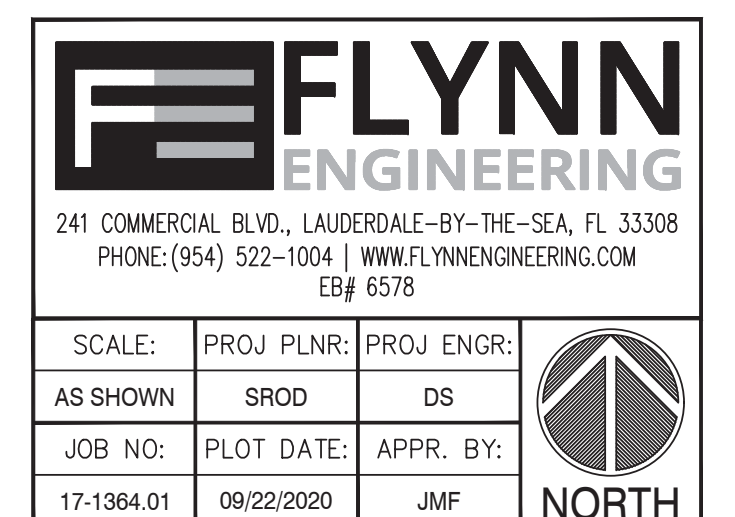 FLYNN
ENGINEERING
241 COMMERCIAL BLVD., LAUDERDALE-BY-THE-SEA, FL 33308
PHONE:(954) 522-1004 | WWW.FLYNNENGINEERING.COM
EB# 6578
SCALE: PROJ PLNR: PROJ ENGR:
AS SHOWN SROD DS
JOB NO: PLOT DATE: APPR. BY:
17-1364.01 09/22/2020 JMF
NORTH